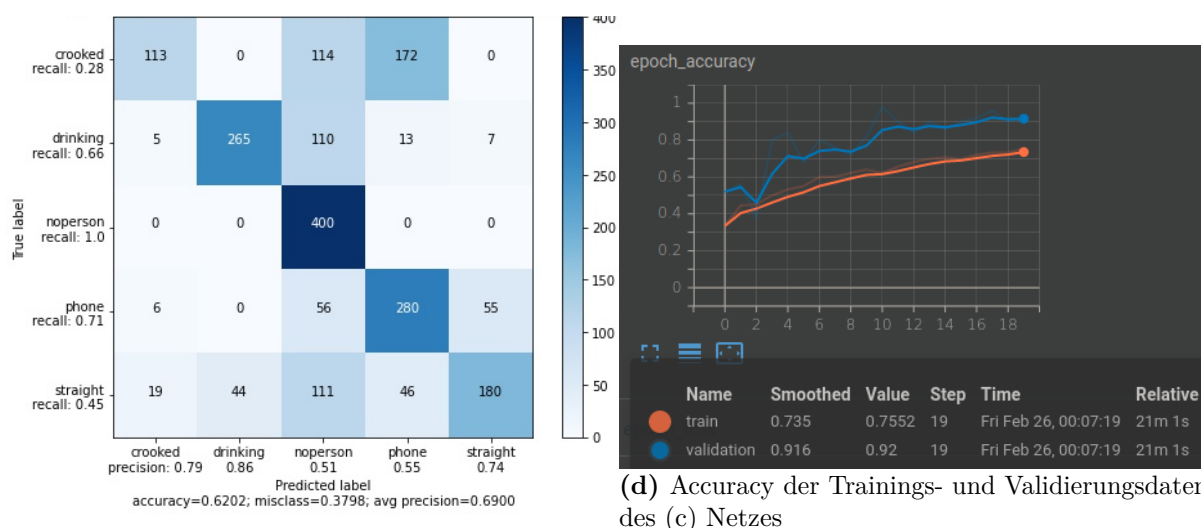 400
crooked
recall: 0.28
113 0 114 172 0
350
drinking
recall: 0.66
5 265 110 13 7
300
250
True label
noperson
recall: 1.0
0 0 400 0 0
200
150
phone
recall: 0.71
6 0 56 280 55
100
straight
recall: 0.45
19 44 111 46 180
50
0
crooked drinking noperson phone straight
precision: 0.79 0.86 0.51 0.55 0.74
Predicted label
accuracy=0.6202; misclass=0.3798; avg precision=0.6900
epoch_accuracy
1
0.8
0.6
0.4
0.2
0
0 2 4 6 8 10 12 14 16 18
Name Smoothed Value Step Time Relative
train 0.735 0.7552 19 Fri Feb 26, 00:07:19 21m 1s
validation 0.916 0.92 19 Fri Feb 26, 00:07:19 21m 1s
(d) Accuracy der Trainings- und Validierungsdaten
des (c) Netzes